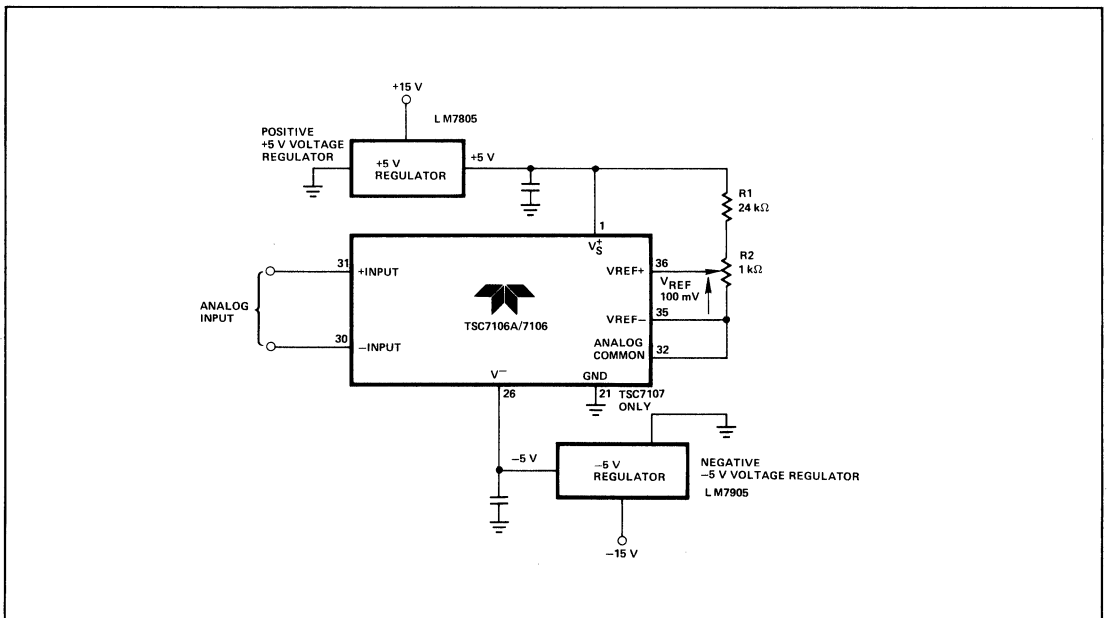 +15 V
LM7805
POSITIVE
+5 V VOLTAGE
REGULATOR
+5 V
REGULATOR
+5 V
R1
24 kΩ
1
V+S
R2
1 kΩ
31
+INPUT
VREF+
36
VREF
100 mV
ANALOG
INPUT
TSC7106A/7106
VREF−
35
30
−INPUT
ANALOG
COMMON
32
V−
GND
26
21
TSC7107
ONLY
−5 V
−5 V
REGULATOR
NEGATIVE
−5 V VOLTAGE REGULATOR
LM7905
−15 V